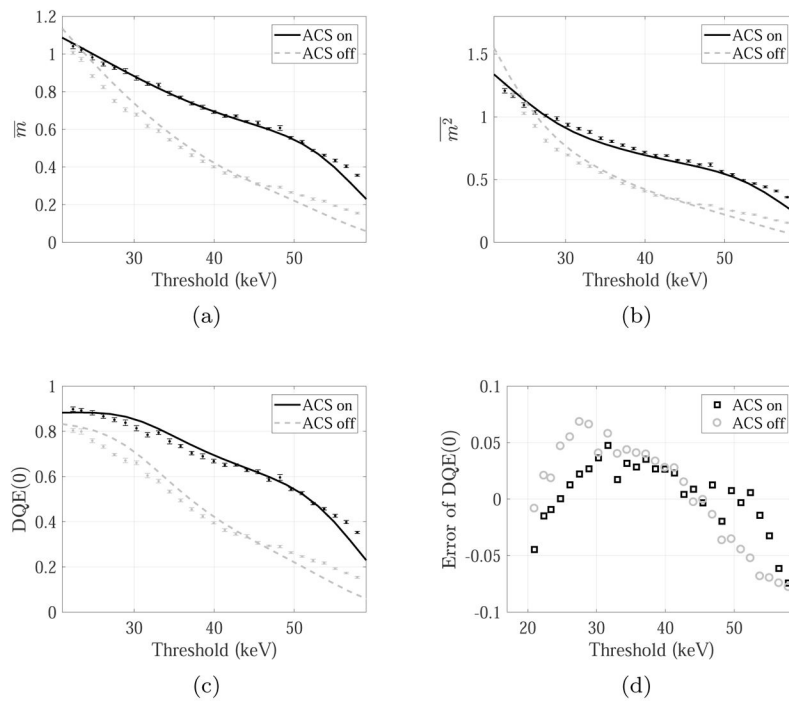 1.2
1
0.8
0.6
0.4
0.2
0
30 40 50
m̅
Threshold (keV)
ACS on
ACS off
(a)
1.5
1
0.5
0
30 40 50
m̅²
Threshold (keV)
ACS on
ACS off
(b)
1
0.8
0.6
0.4
0.2
0
30 40 50
DQE(0)
Threshold (keV)
ACS on
ACS off
(c)
0.1
0.05
0
-0.05
-0.1
20 30 40 50
Error of DQE(0)
Threshold (keV)
ACS on
ACS off
(d)